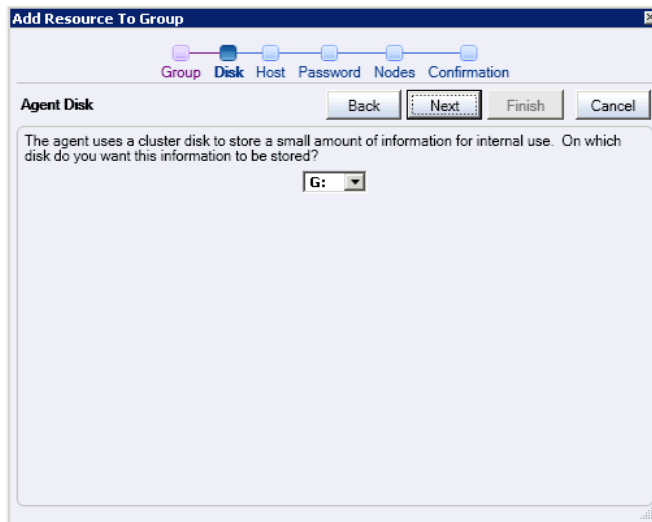 Add Resource To Group
Group Disk Host Password Nodes Confirmation
Agent Disk Back Next Finish Cancel
The agent uses a cluster disk to store a small amount of information for internal use. On which
disk do you want this information to be stored?
G: